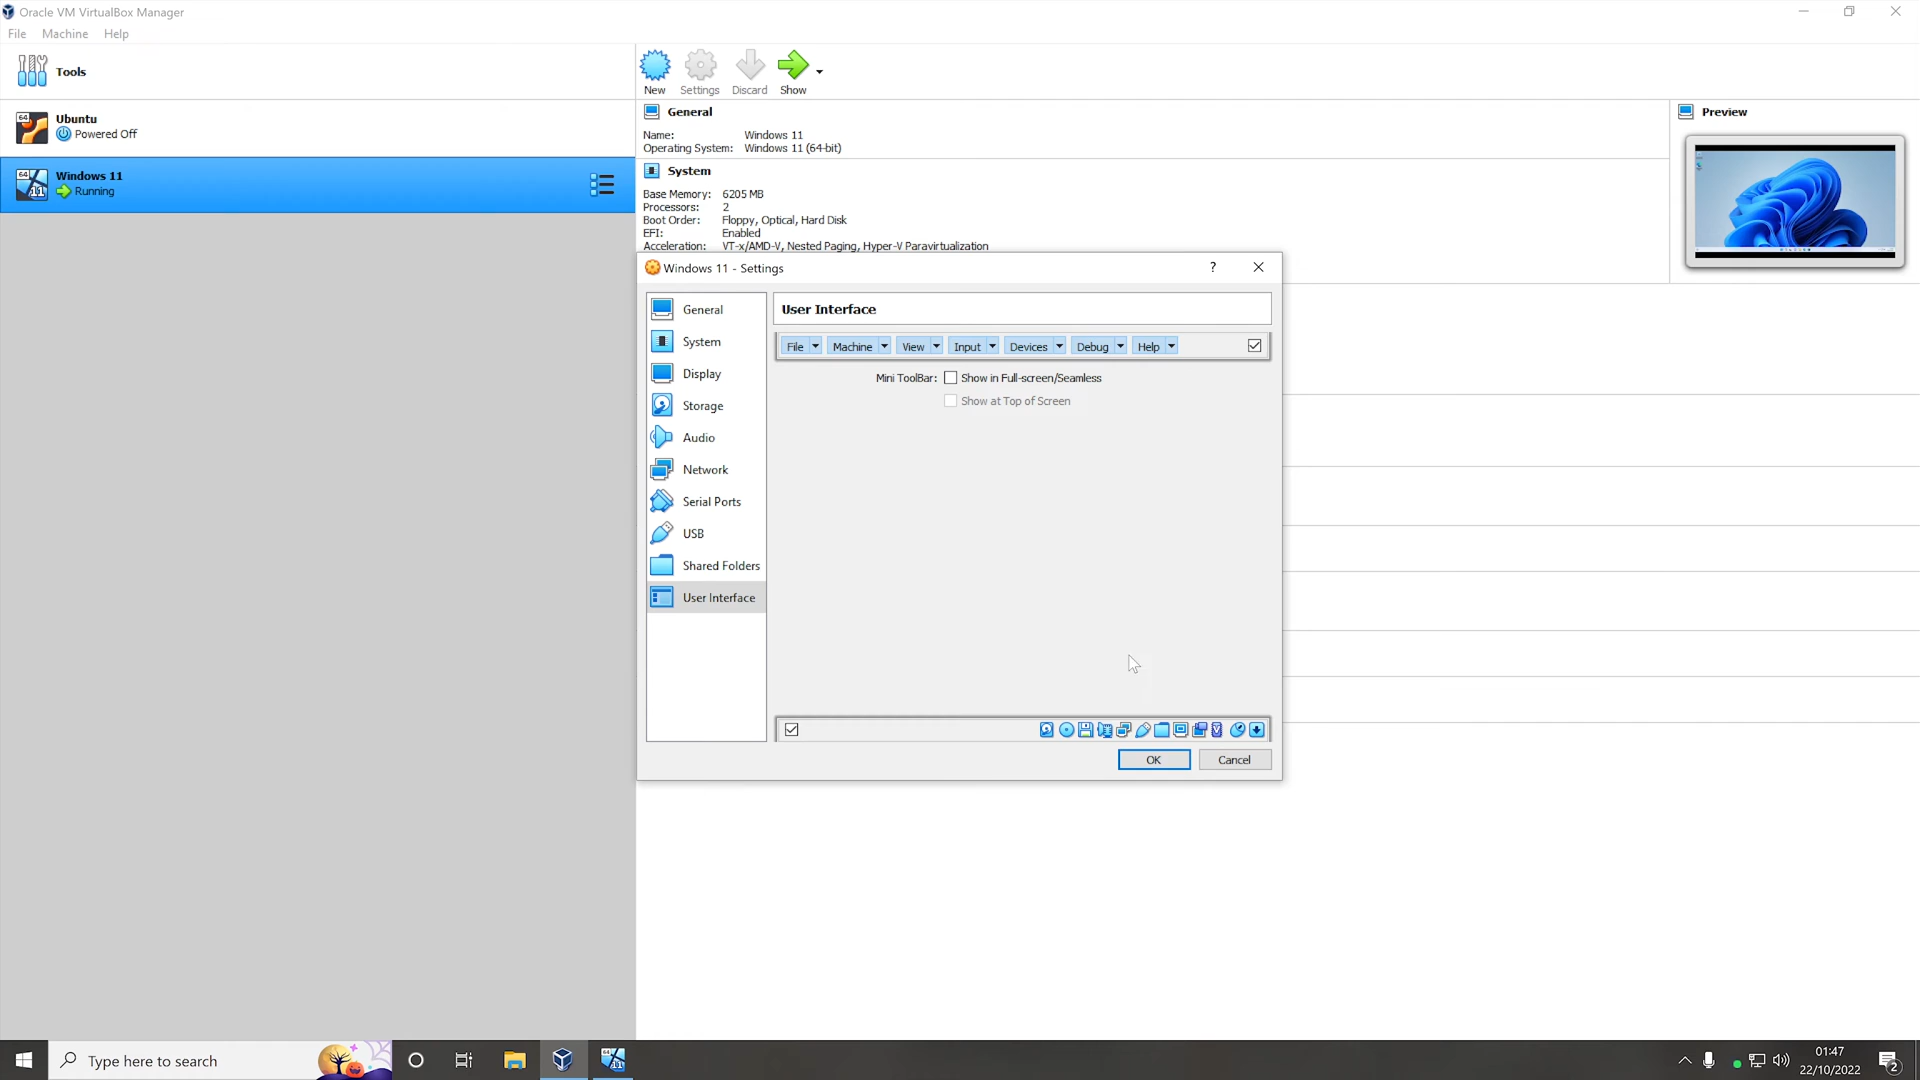 Oracle VM VirtualBox Manager
File Machine Help
Tools
New Settings Discard Show
64
Ubuntu
Powered Off
64
11
Windows 11
Running
General
Name: Windows 11
Operating System: Windows 11 (64-bit)
System
Base Memory: 6205 MB
Processors: 2
Boot Order: Floppy, Optical, Hard Disk
EFI: Enabled
Acceleration: VT-x/AMD-V, Nested Paging, Hyper-V Paravirtualization
Preview
Windows 11 - Settings
?
General
System
Display
Storage
Audio
Network
Serial Ports
USB
Shared Folders
User Interface
User Interface
File Machine View Input Devices Debug Help
Mini ToolBar: Show in Full-screen/Seamless
Show at Top of Screen
OK Cancel
Type here to search
64
11
01:47
22/10/2022
2